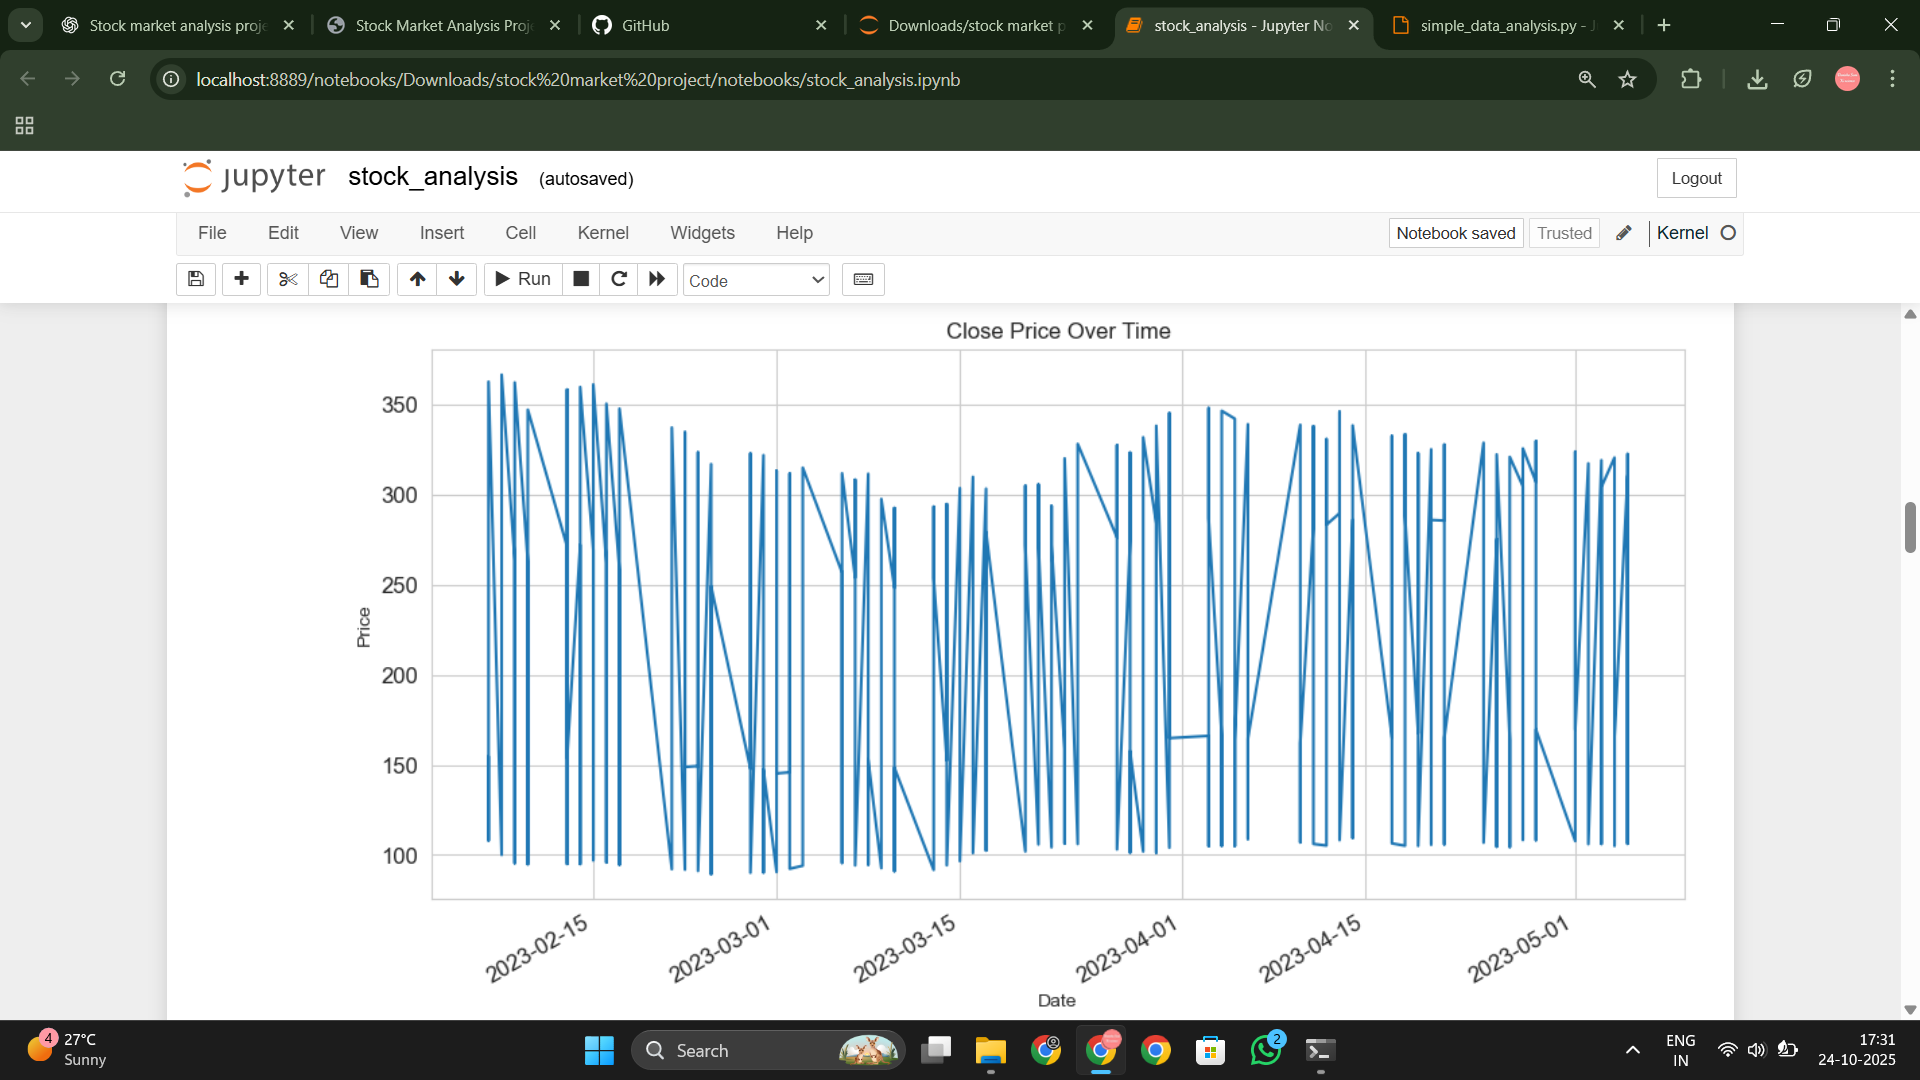 Stock market analysis proje
Stock Market Analysis Proj
GitHub
Downloads/stock market p
stock_analysis - Jupyter No
simple_data_analysis.py - J
localhost:8889/notebooks/Downloads/stock%20market%20project/notebooks/stock_analysis.ipynb
jupyter
stock_analysis
(autosaved)
Logout
File
Edit
View
Insert
Cell
Kernel
Widgets
Help
Notebook saved
Trusted
Kernel
Run
Code
Close Price Over Time
350
300
250
200
150
100
Price
2023-02-15
2023-03-01
2023-03-15
2023-04-01
2023-04-15
2023-05-01
Date
4
27°C
Sunny
Search
2
ENG
IN
17:31
24-10-2025